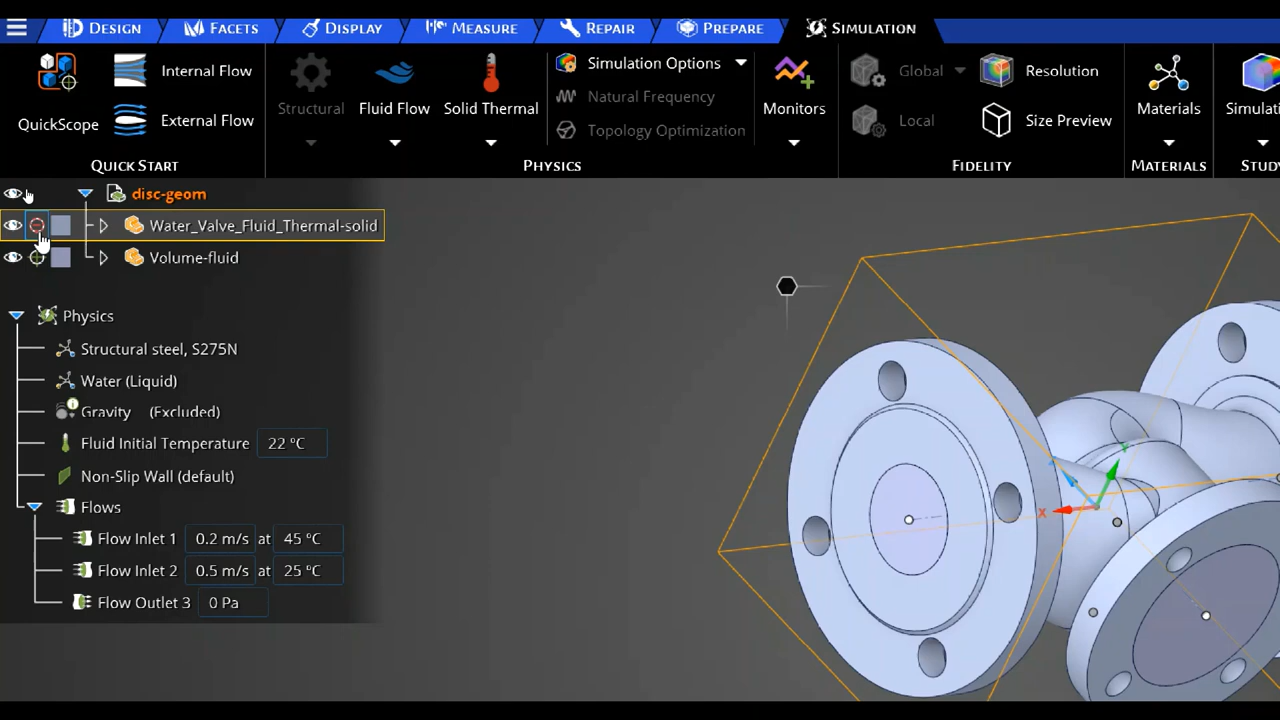 DESIGN FACETS DISPLAY MEASURE REPAIR PREPARE SIMULATION
QuickScope
Internal Flow
External Flow
QUICK START
Structural
Fluid Flow
Solid Thermal
Simulation Options
Natural Frequency
Topology Optimization
PHYSICS
Monitors
Global
Local
Resolution
Size Preview
FIDELITY
Materials
MATERIALS
Simulati
STUDY
disc-geom
Water_Valve_Fluid_Thermal-solid
Volume-fluid
Physics
Structural steel, S275N
Water (Liquid)
Gravity (Excluded)
Fluid Initial Temperature 22 °C
Non-Slip Wall (default)
Flows
Flow Inlet 1 0.2 m/s at 45 °C
Flow Inlet 2 0.5 m/s at 25 °C
Flow Outlet 3 0 Pa
X
Y